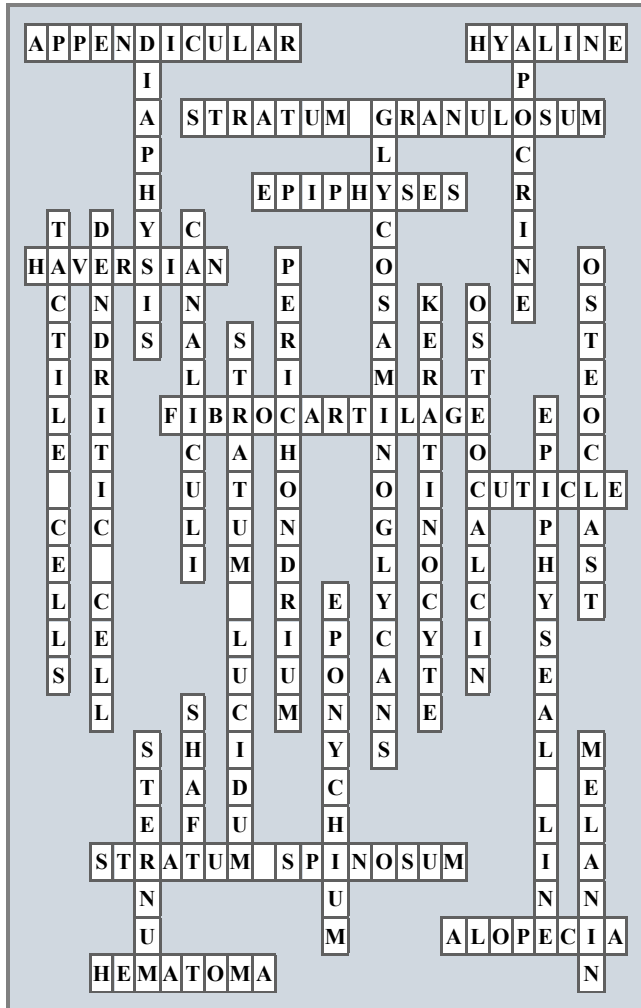 APPENDICULAR
DIAPHYSIS
HYALINE
APOCRINE
STRATUM GRANULOSUM
GLYCOSAMINOGLYCANS
EPIPHYSES
TACTILE CELLS
DENDRITIC CELL
CANALICULI
HAVERSIAN
PERICHONDRIUM
OSTEOCLAST
KERATINOCYTE
OSTEOCALCIN
STRATUM LUCIDUM
FIBROCARTILAGE
EPIPHYSEAL LINE
CUTICLE
EPONYCHIUM
SHAFT
STERNUM
MELANIN
STRATUM SPINOSUM
ALOPECIA
HEMATOMA